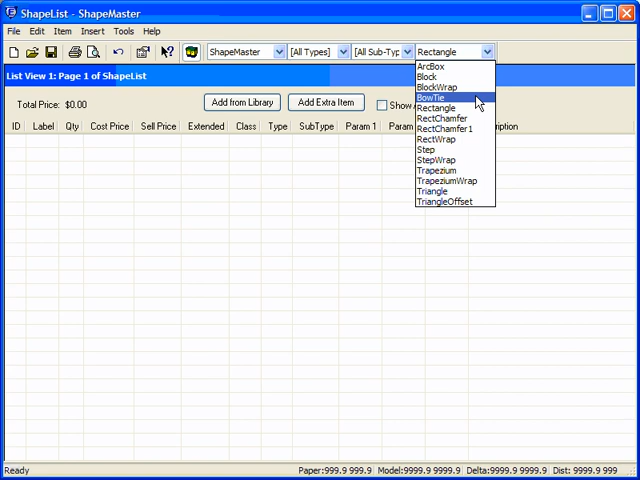 ShapeList - ShapeMaster
File Edit Menu Insert Tools Help
ShapeMaster [All Types] [All Sub-Typ Rectangle
List View 1: Page 1 of ShapeList
Total Price: $0.00 Add from Library Add Extra Item Show
ID Label Qty Cost Price Sell Price Extended Class Type SubType Param 1 Param
ArcBox
Block
BlockWrap
BowTie
Rectangle
RectChamfer
RectChamfer1
RectWrap
Step
StepWrap
Trapezium
TrapeziumWrap
Triangle
TriangleOffset
Ready Paper:999.9 999.9 Model:9999.9 9999.9 Delta:9999.9 9999.9 Dist: 9999.9 999